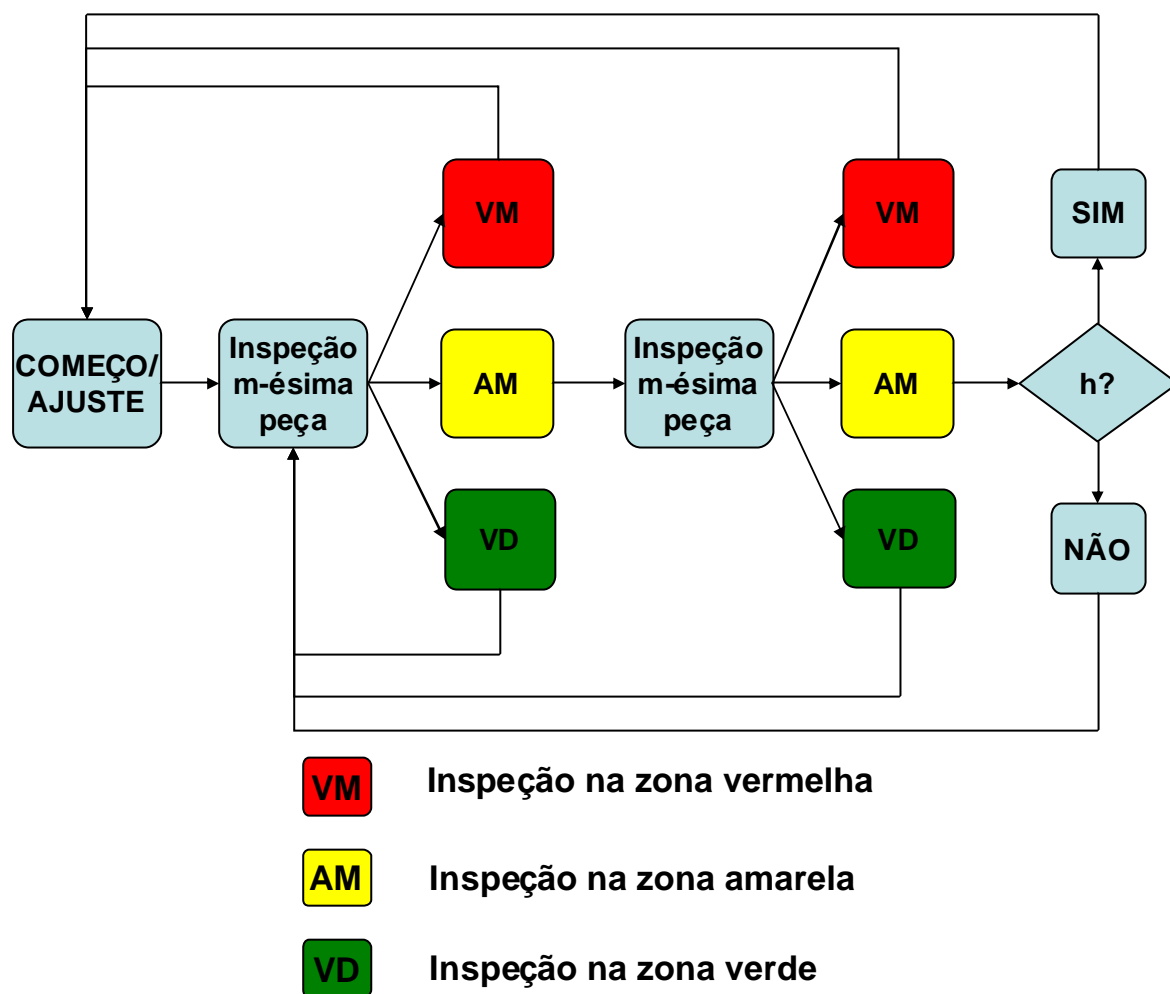 COMEÇO/
AJUSTE
Inspeção
m-ésima
peça
VM
AM
VD
Inspeção
m-ésima
peça
VM
AM
VD
h?
SIM
NÃO
VM
Inspeção na zona vermelha
AM
Inspeção na zona amarela
VD
Inspeção na zona verde